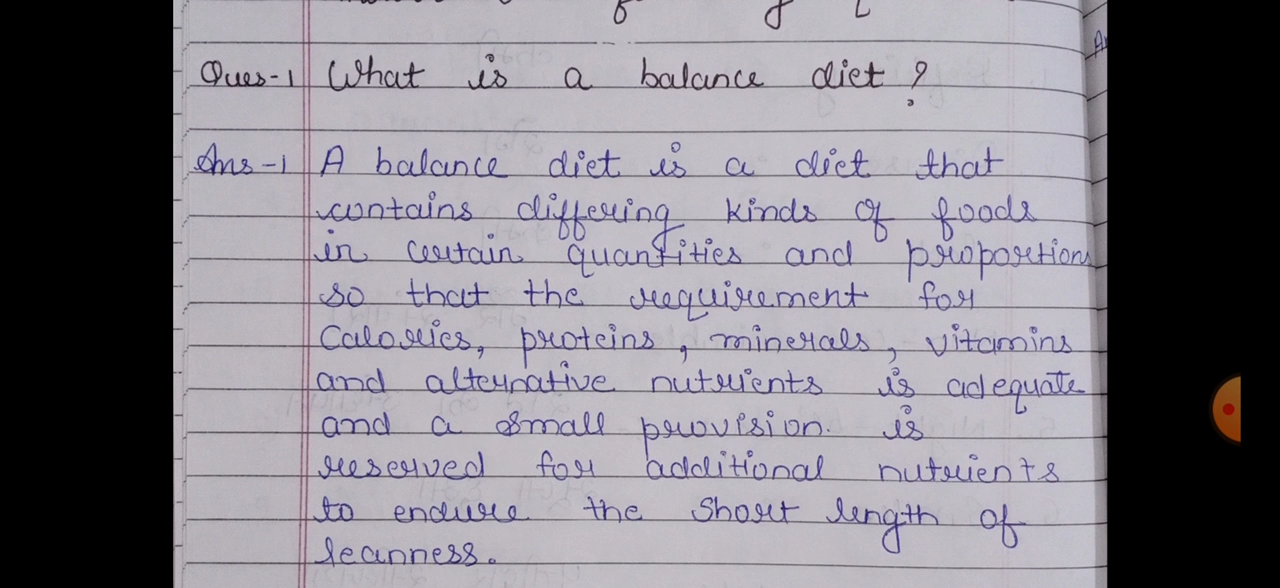 Ques-1 What is a balance diet ?
Ans-1 A balance diet is a diet that
contains differing kinds of foods
in certain quantities and proportion
so that the requirement for
Calories, proteins, minerals, vitamins
and alternative nutrients is adequate
and a small provision. is
reserved for additional nutrients
to endure the short length of
leanness.